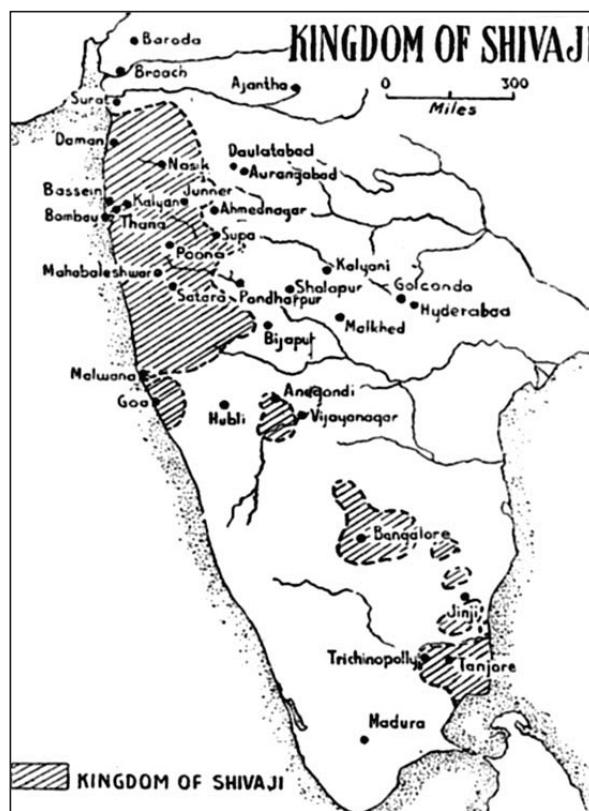 KINGDOM OF SHIVAJI
0 300
Miles
Baroda
Broach
Ajantha
Surat
Daman
Nasik
Daulatabad
Aurangabad
Bassein
Kalyan
Junner
Bombay
Thana
Ahmednagar
Supa
Poona
Mahabaleshwar
Kalyani
Satara
Pandharpur
Shalapur
Golconda
Hyderabad
Bijaput
Malkhed
Malwana
Goa
Hubli
Anegondi
Vijayanagar
Bangalore
Jinji
Trichinopolly
Tanjore
Madura
KINGDOM OF SHIVAJI